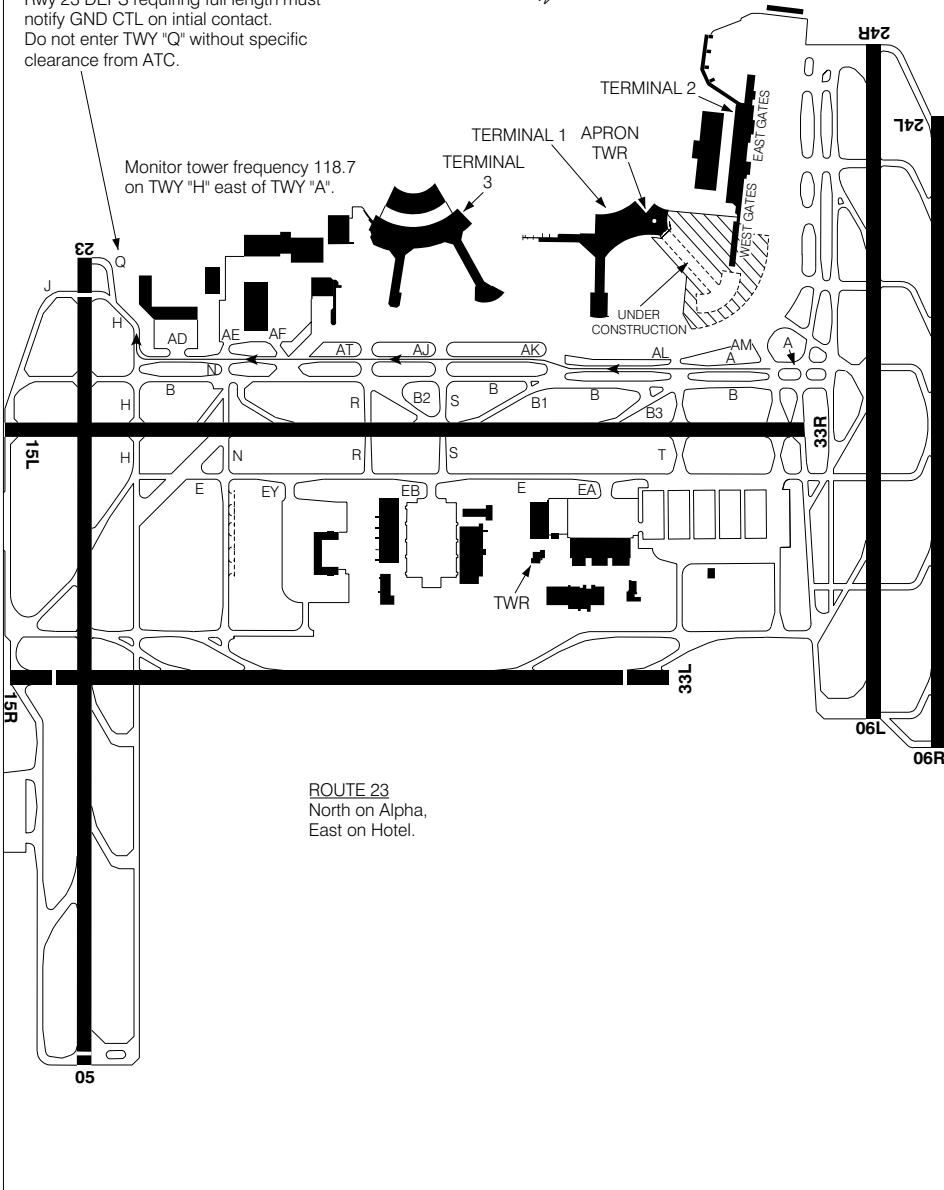 Rwy 23 DEPS requiring full length must
notify GND CTL on intial contact.
Do not enter TWY "Q" without specific
clearance from ATC.
24R
24L
TERMINAL 2
EAST GATES
WEST GATES
TERMINAL 1
APRON
TWR
TERMINAL
3
Monitor tower frequency 118.7
on TWY "H" east of TWY "A".
23
Q
J
H
UNDER
CONSTRUCTION
AD
AE
AF
AT
AJ
AK
AL
AM
A
A
N
B
H
R
B2
S
B
B1
B
B3
B
15L
33R
H
N
R
S
T
E
EY
EB
E
EA
TWR
15R
33L
06L
06R
ROUTE 23
North on Alpha,
East on Hotel.
05